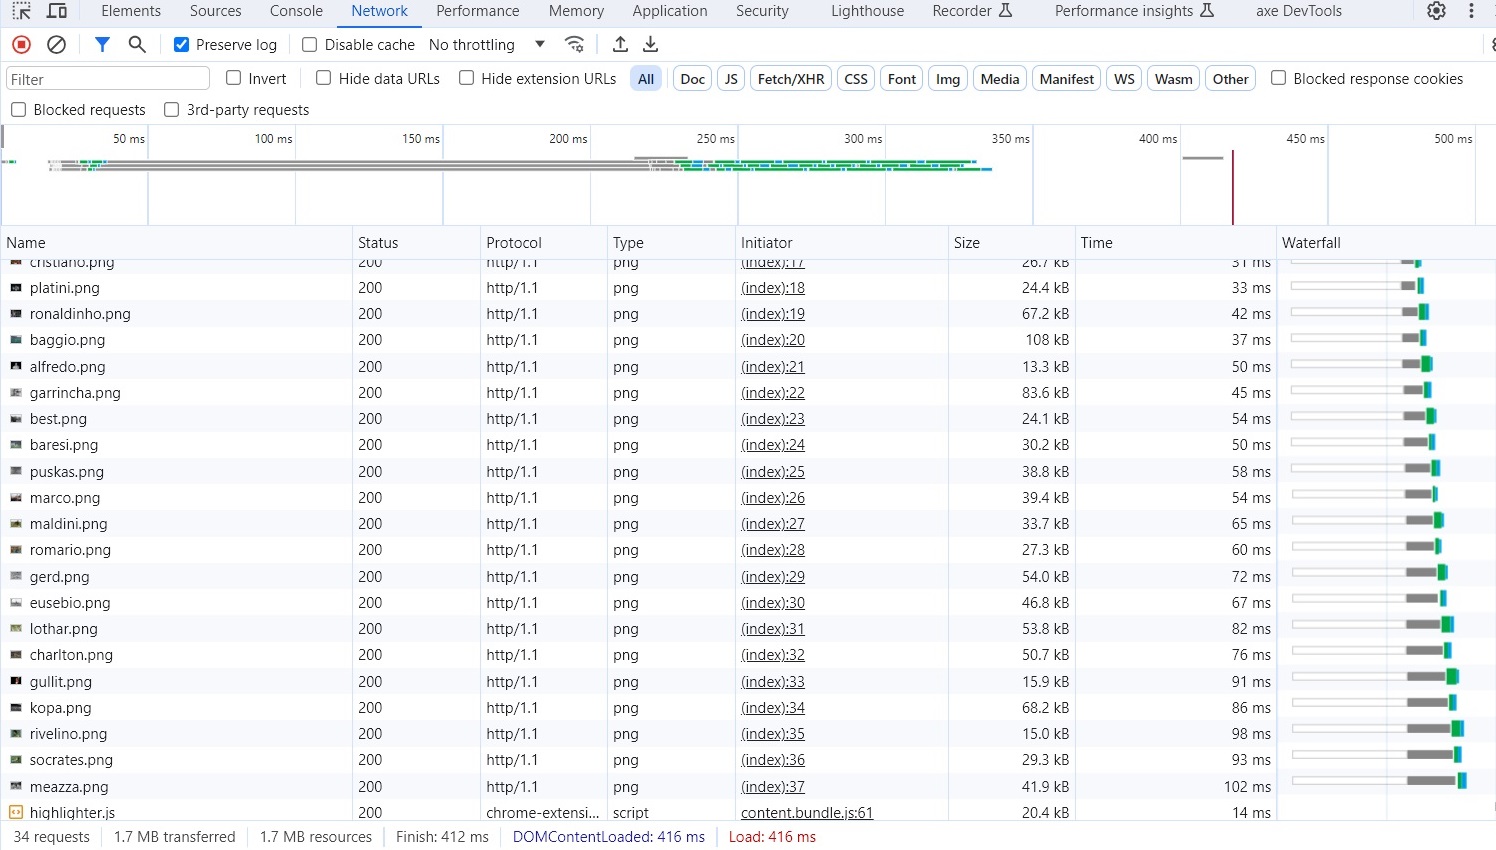 Elements Sources Console Network Performance Memory Application Security Lighthouse Recorder Performance insights axe DevTools
Preserve log Disable cache No throttling
Filter Invert Hide data URLs Hide extension URLs All Doc JS Fetch/XHR CSS Font Img Media Manifest WS Wasm Other Blocked response cookies
Blocked requests 3rd-party requests
50 ms 100 ms 150 ms 200 ms 250 ms 300 ms 350 ms 400 ms 450 ms 500 ms
Name Status Protocol Type Initiator Size Time Waterfall
cristiano.png 200 http/1.1 png (index):17 26.7 kB 31 ms
platini.png 200 http/1.1 png (index):18 24.4 kB 33 ms
ronaldinho.png 200 http/1.1 png (index):19 67.2 kB 42 ms
baggio.png 200 http/1.1 png (index):20 108 kB 37 ms
alfredo.png 200 http/1.1 png (index):21 13.3 kB 50 ms
garrincha.png 200 http/1.1 png (index):22 83.6 kB 45 ms
best.png 200 http/1.1 png (index):23 24.1 kB 54 ms
baresi.png 200 http/1.1 png (index):24 30.2 kB 50 ms
puskas.png 200 http/1.1 png (index):25 38.8 kB 58 ms
marco.png 200 http/1.1 png (index):26 39.4 kB 54 ms
maldini.png 200 http/1.1 png (index):27 33.7 kB 65 ms
romario.png 200 http/1.1 png (index):28 27.3 kB 60 ms
gerd.png 200 http/1.1 png (index):29 54.0 kB 72 ms
eusebio.png 200 http/1.1 png (index):30 46.8 kB 67 ms
lothar.png 200 http/1.1 png (index):31 53.8 kB 82 ms
charlton.png 200 http/1.1 png (index):32 50.7 kB 76 ms
gullit.png 200 http/1.1 png (index):33 15.9 kB 91 ms
kopa.png 200 http/1.1 png (index):34 68.2 kB 86 ms
rivelino.png 200 http/1.1 png (index):35 15.0 kB 98 ms
socrates.png 200 http/1.1 png (index):36 29.3 kB 93 ms
meazza.png 200 http/1.1 png (index):37 41.9 kB 102 ms
highlighter.js 200 chrome-extensi... script content.bundle.js:61 20.4 kB 14 ms
34 requests 1.7 MB transferred 1.7 MB resources Finish: 412 ms DOMContentLoaded: 416 ms Load: 416 ms